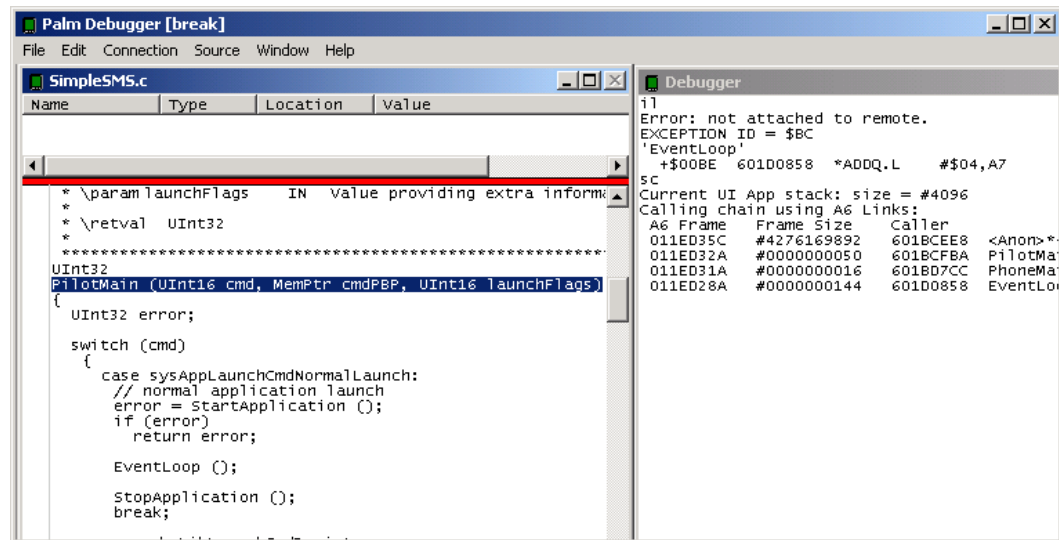 Palm Debugger [break]
File Edit Connection Source Window Help
SimpleSMS.c
Name Type Location Value
* \param launchFlags IN Value providing extra informa
*
* \retval UInt32
*
*******************************************************
UInt32
PilotMain (UInt16 cmd, MemPtr cmdPBP, UInt16 launchFlags)
{
UInt32 error;
switch (cmd)
{
case sysAppLaunchCmdNormalLaunch:
// normal application launch
error = StartApplication ();
if (error)
return error;
EventLoop ();
StopApplication ();
break;
Debugger
il
Error: not attached to remote.
EXCEPTION ID = $BC
'EventLoop'
+$00BE 601D0858 *ADDQ.L #$04,A7
sc
Current UI App stack: size = #4096
Calling chain using A6 Links:
A6 Frame Frame Size Caller
011ED35C #4276169892 601BCEE8 <Anon>*
011ED32A #0000000050 601BCFBA PilotMa
011ED31A #0000000016 601BD7CC PhoneMa
011ED28A #0000000144 601D0858 EventLo